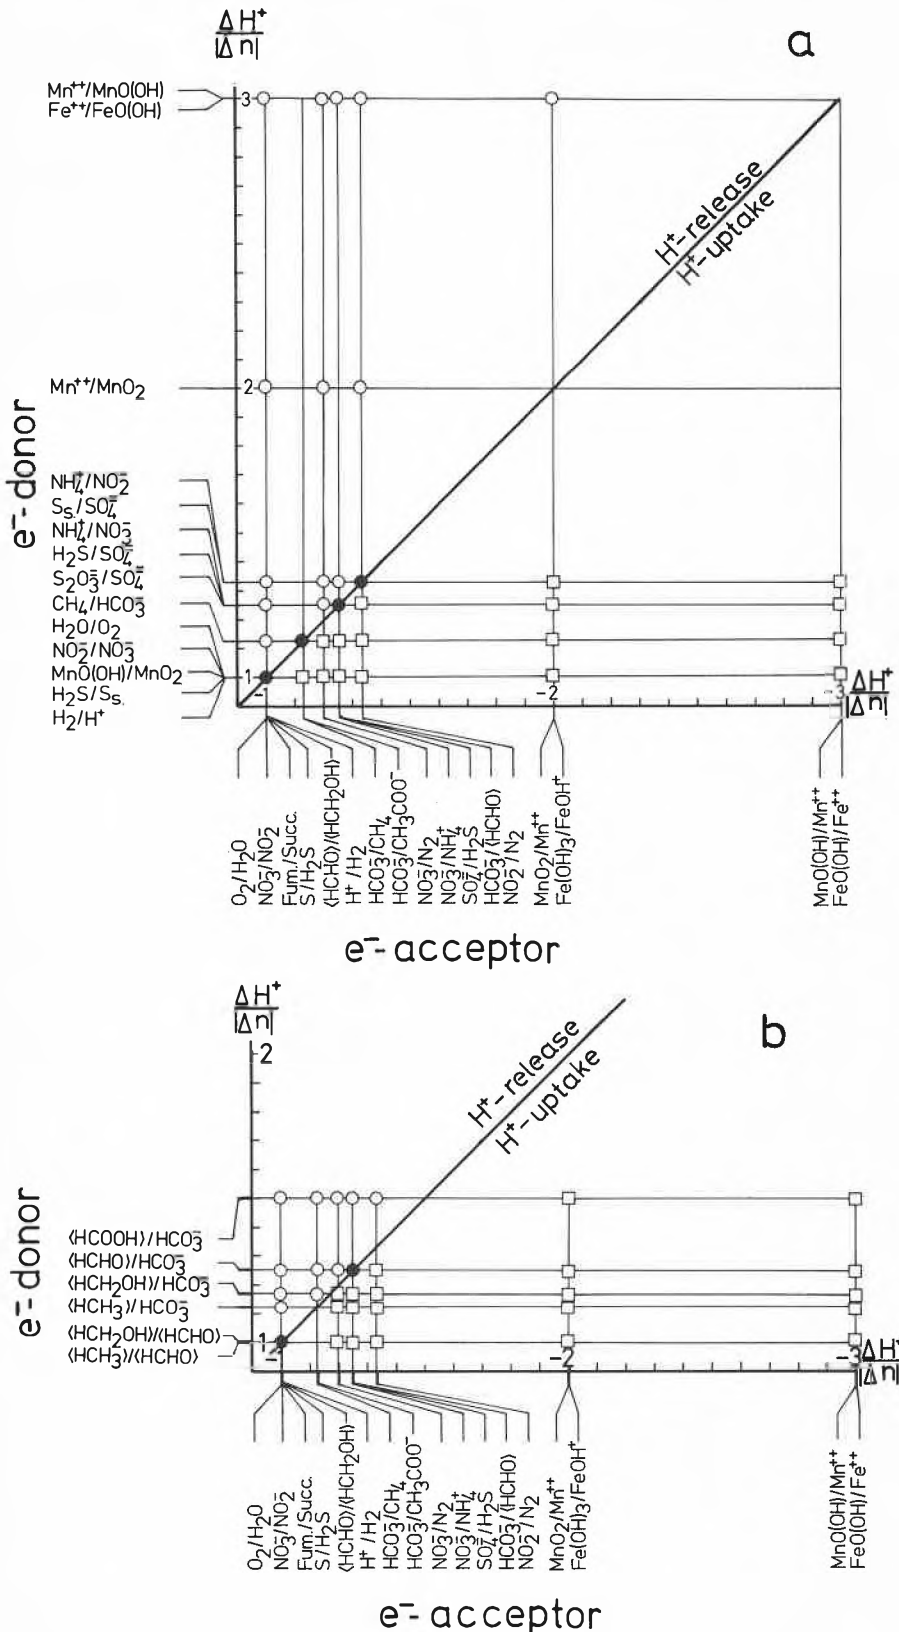 ΔH⁺
|Δn|
a
Mn⁺⁺/MnO(OH)
Fe⁺⁺/FeO(OH)
3
H⁺-release
H⁺-uptake
Mn⁺⁺/MnO₂
2
e⁻-donor
NH₄⁺/NO₂⁻
Sₛ/SO₄⁼
NH₄⁺/NO₃⁻
H₂S/SO₄⁼
S₂O₃⁼/SO₄⁼
CH₄/HCO₃⁻
H₂O/O₂
NO₂⁻/NO₃⁻
MnO(OH)/MnO₂
H₂S/Sₛ
H₂/H⁺
1
-1
-2
-3
ΔH⁺
|Δn|
O₂/H₂O
NO₃⁻/NO₂⁻
Fum./Succ.
S/H₂S
⟨HCHO⟩/⟨HCH₂OH⟩
H⁺/H₂
HCO₃⁻/CH₄
HCO₃⁻/CH₃COO⁻
NO₃⁻/N₂
NO₃⁻/NH₄⁺
SO₄⁼/H₂S
HCO₃⁻/⟨HCHO⟩
NO₂⁻/N₂
MnO₂/Mn⁺⁺
Fe(OH)₃/FeOH⁺
MnO(OH)/Mn⁺⁺
FeO(OH)/Fe⁺⁺
e⁻-acceptor
ΔH⁺
|Δn|
b
2
H⁺-release
H⁺-uptake
e⁻-donor
⟨HCOOH⟩/HCO₃⁻
⟨HCHO⟩/HCO₃⁻
⟨HCH₂OH⟩/HCO₃⁻
⟨HCH₃⟩/HCO₃⁻
⟨HCH₂OH⟩/⟨HCHO⟩
⟨HCH₃⟩/⟨HCHO⟩
1
-1
-2
-3
ΔH⁺
|Δn|
O₂/H₂O
NO₃⁻/NO₂⁻
Fum./Succ.
S/H₂S
⟨HCHO⟩/⟨HCH₂OH⟩
H⁺/H₂
HCO₃⁻/CH₄
HCO₃⁻/CH₃COO⁻
NO₃⁻/N₂
NO₃⁻/NH₄⁺
SO₄⁼/H₂S
HCO₃⁻/⟨HCHO⟩
NO₂⁻/N₂
MnO₂/Mn⁺⁺
Fe(OH)₃/FeOH⁺
MnO(OH)/Mn⁺⁺
FeO(OH)/Fe⁺⁺
e⁻-acceptor